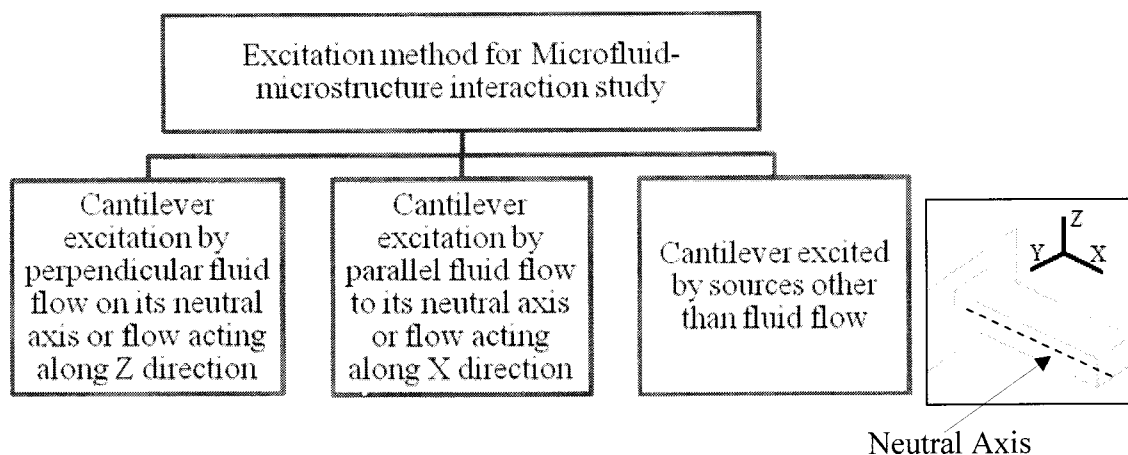 Excitation method for Microfluid-
microstructure interaction study
Cantilever
excitation by
perpendicular fluid
flow on its neutral
axis or flow acting
along Z direction
Cantilever
excitation by
parallel fluid flow
to its neutral axis
or flow acting
along X direction
Cantilever excited
by sources other
than fluid flow
Z
Y
X
Neutral Axis